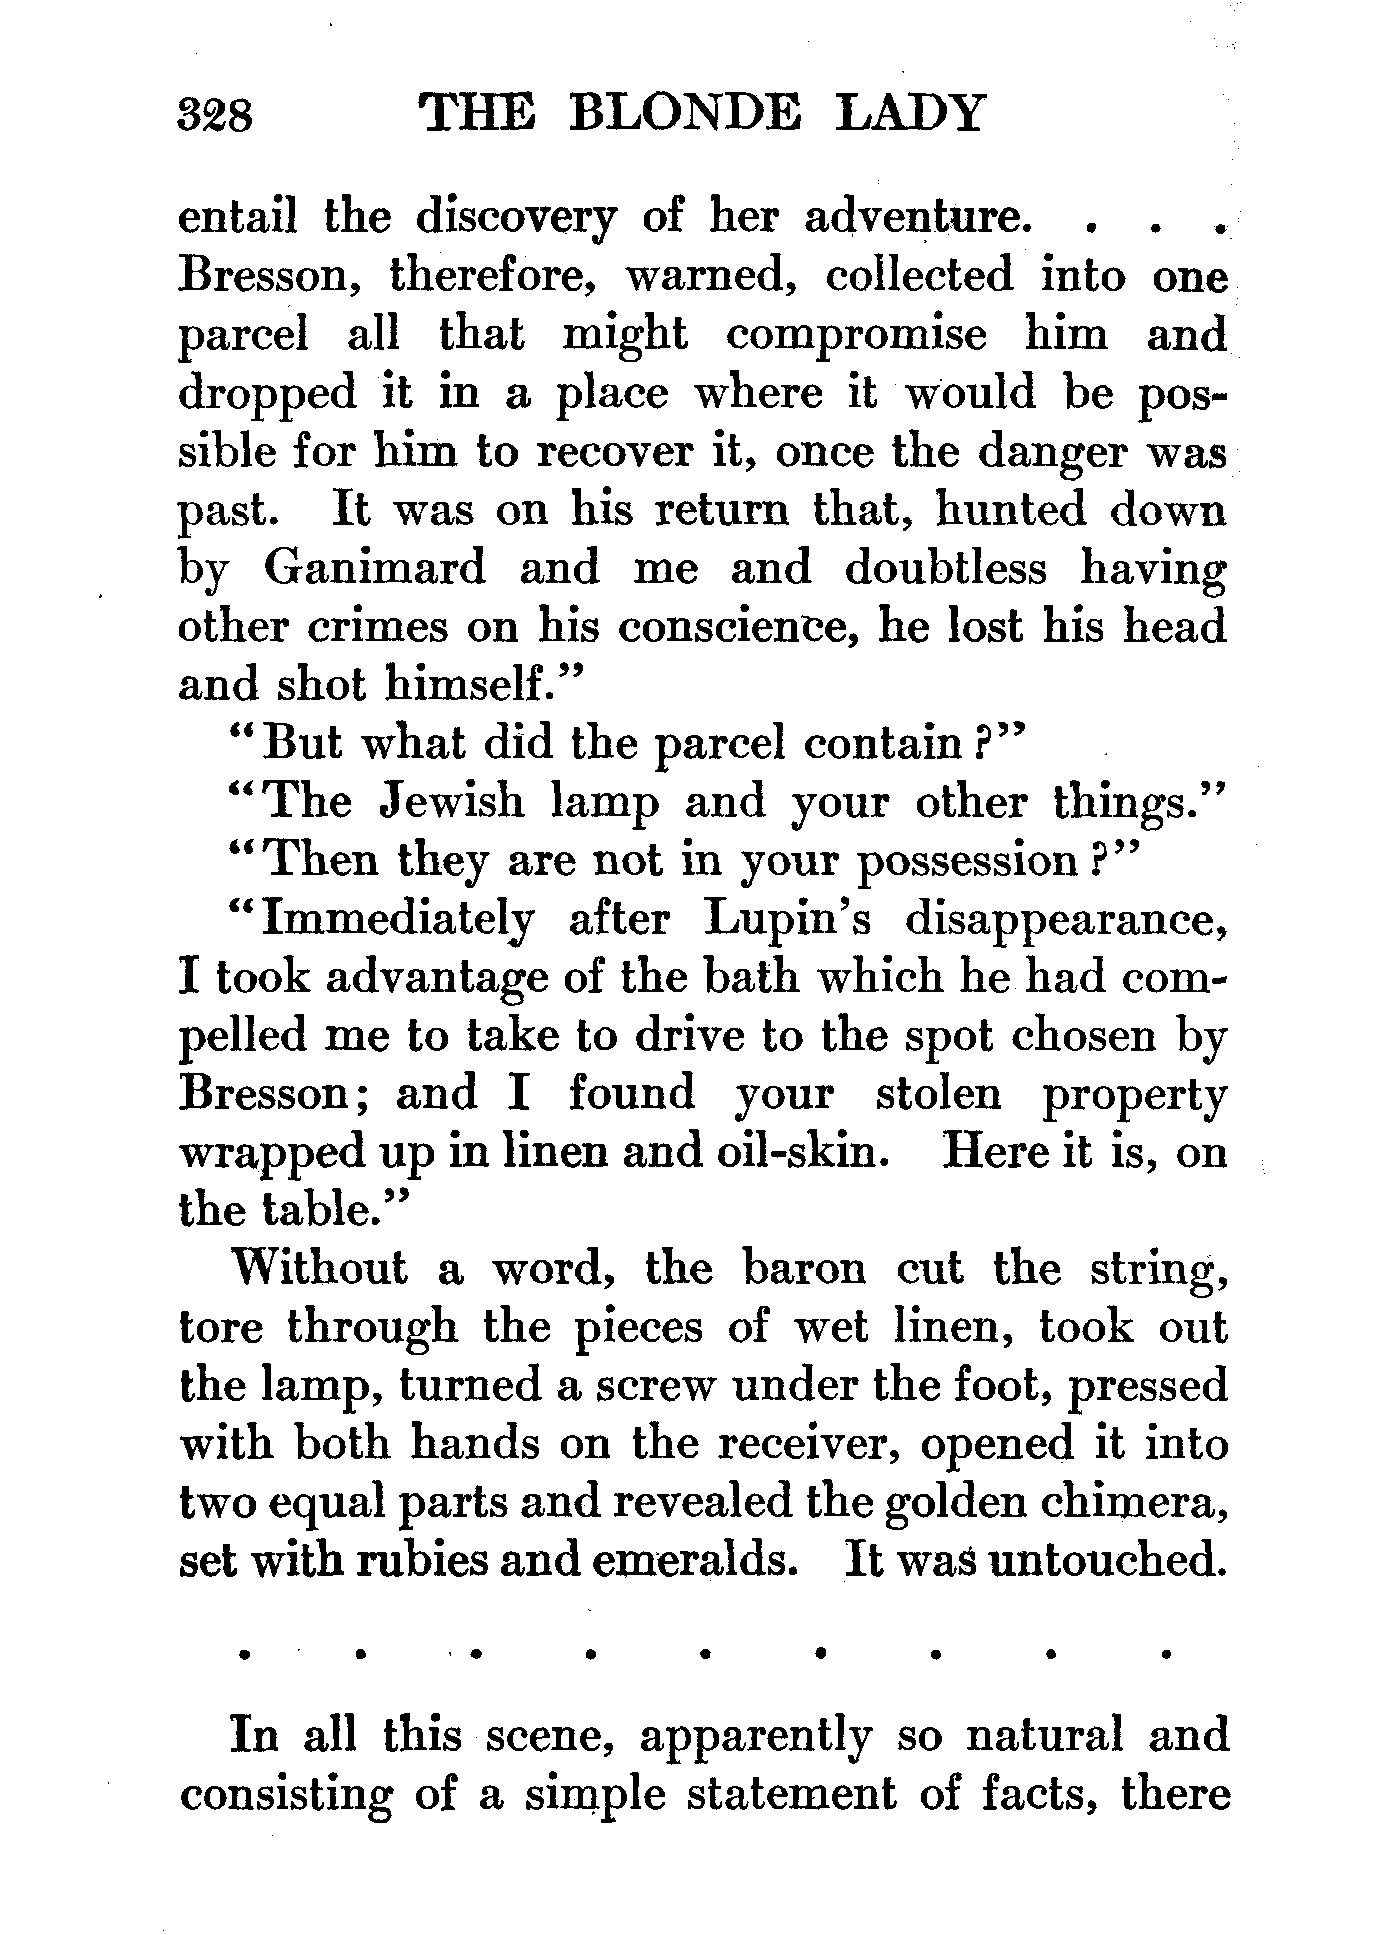 328 THE BLONDE LADY
entail the discovery of her adventure. . . .
Bresson, therefore, warned, collected into one
parcel all that might compromise him and
dropped it in a place where it would be pos-
sible for him to recover it, once the danger was
past. It was on his return that, hunted down
by Ganimard and me and doubtless having
other crimes on his conscience, he lost his head
and shot himself."
"But what did the parcel contain?"
"The Jewish lamp and your other things."
"Then they are not in your possession?"
"Immediately after Lupin's disappearance,
I took advantage of the bath which he had com-
pelled me to take to drive to the spot chosen by
Bresson; and I found your stolen property
wrapped up in linen and oil-skin. Here it is, on
the table."
Without a word, the baron cut the string,
tore through the pieces of wet linen, took out
the lamp, turned a screw under the foot, pressed
with both hands on the receiver, opened it into
two equal parts and revealed the golden chimera,
set with rubies and emeralds. It was untouched.
. . . . . . . . .
In all this scene, apparently so natural and
consisting of a simple statement of facts, there